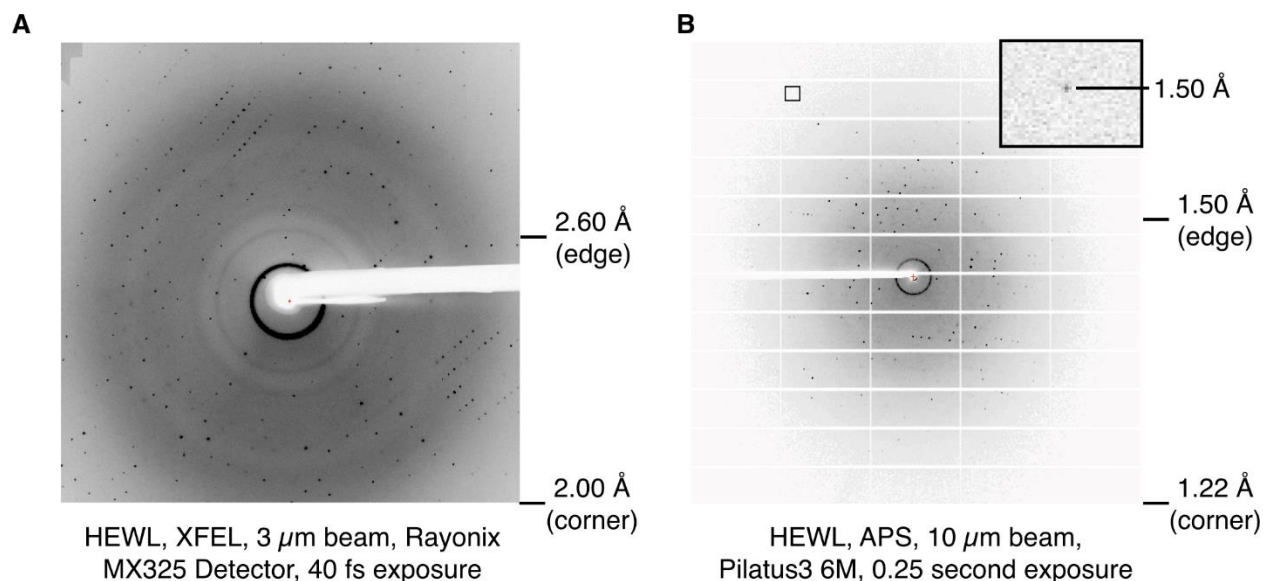 A
2.60 Å
(edge)
2.00 Å
(corner)
HEWL, XFEL, 3 µm beam, Rayonix
MX325 Detector, 40 fs exposure
B
1.50 Å
1.50 Å
(edge)
1.22 Å
(corner)
HEWL, APS, 10 µm beam,
Pilatus3 6M, 0.25 second exposure